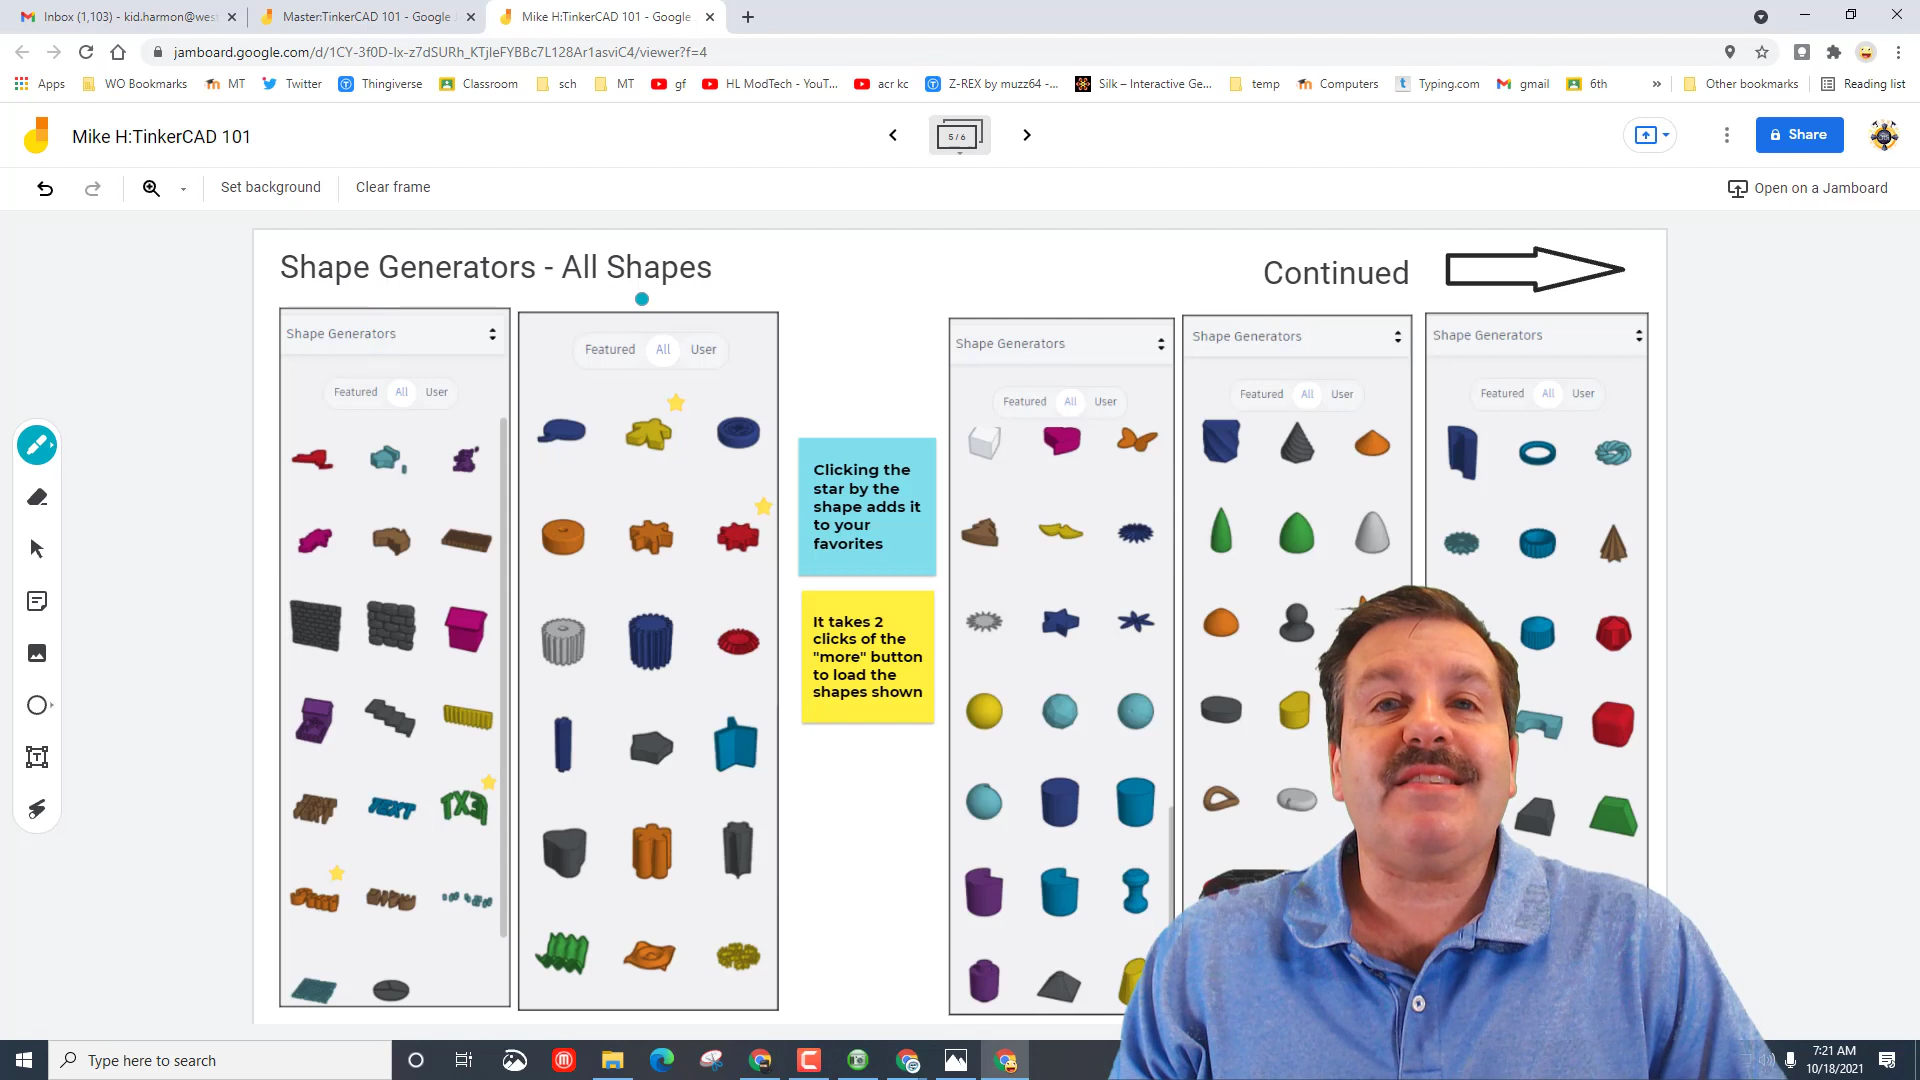 Inbox (1,103) - kid.harmon@wes
Master:TinkerCAD 101 - Google
Mike H:TinkerCAD 101 - Google
jamboard.google.com/d/1CY-3f0D-Ix-z7dSURh_KTjleFYBBc7L128Ar1asviC4/viewer?f=4
Apps WO Bookmarks MT Twitter Thingiverse Classroom sch MT gf HL ModTech - YouT... acr kc Z-REX by muzz64 -... Silk – Interactive Ge... temp Computers Typing.com gmail 6th » Other bookmarks Reading list
Mike H:TinkerCAD 101
5 / 6
Share
Set background
Clear frame
Open on a Jamboard
Shape Generators - All Shapes
Continued
Shape Generators
Featured All User
TEXT
Featured All User
Clicking the
star by the
shape adds it
to your
favorites
It takes 2
clicks of the
"more" button
to load the
shapes shown
Shape Generators
Featured All User
Shape Generators
Featured All User
Shape Generators
Featured All User
Type here to search
7:21 AM
10/18/2021